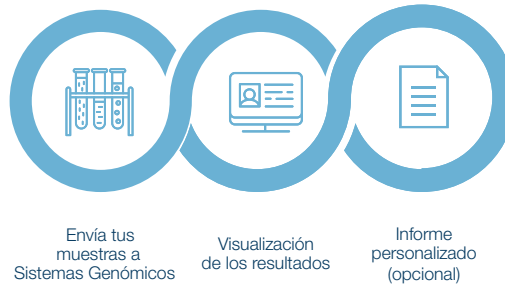 Envía tus
muestras a
Sistemas Genómicos
Visualización
de los resultados
Informe
personalizado
(opcional)